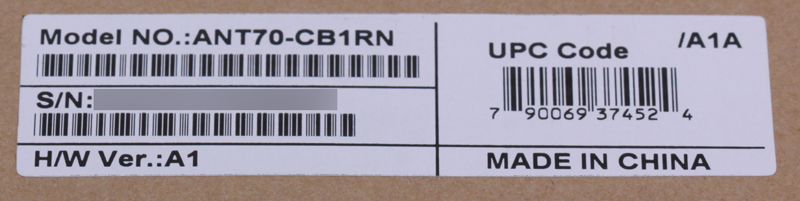 Model NO.:ANT70-CB1RN
S/N:
H/W Ver.:A1
UPC Code /A1A
7 90069 37452 4
MADE IN CHINA